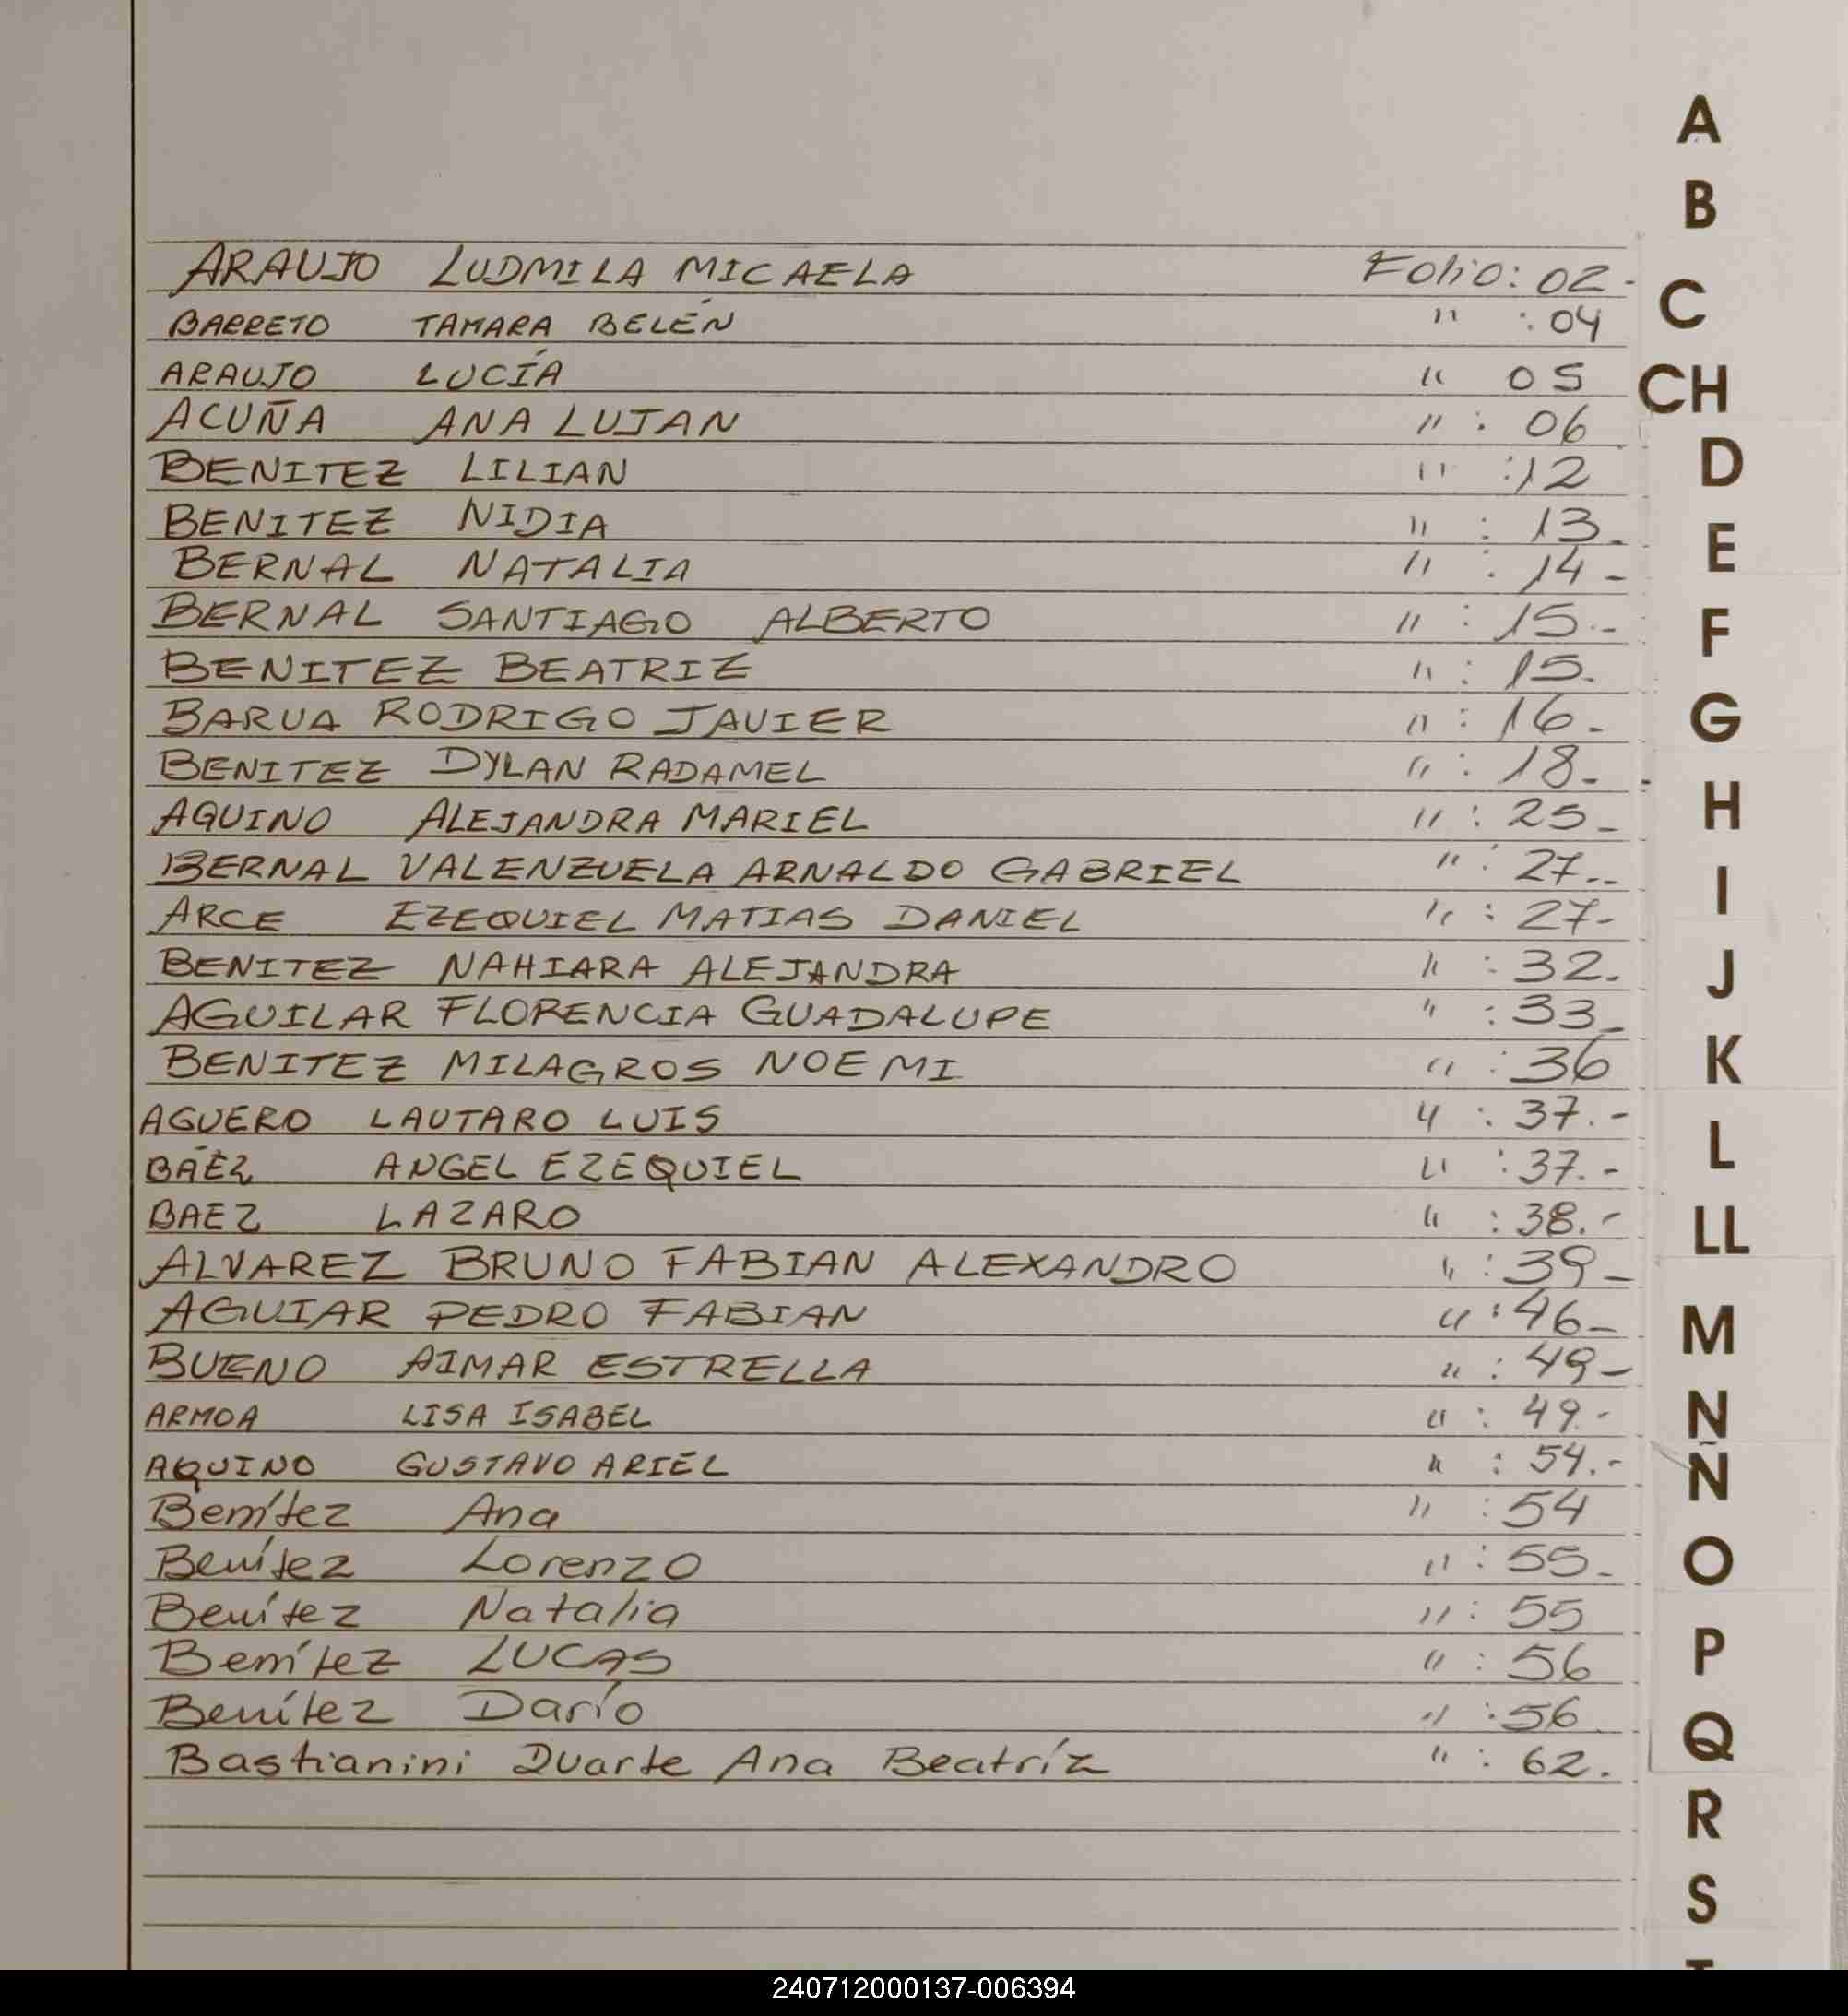 ARAUJO LUDMILA MICAELA Folio: 02.-
BARRETO TAMARA BELÉN " : 04
ARAUJO LUCÍA " 05
ACUÑA ANA LUJAN " : 06
BENITEZ LILIAN " : 12
BENITEZ NIDIA " : 13.
BERNAL NATALIA " : 14-
BERNAL SANTIAGO ALBERTO " : 15.-
BENITEZ BEATRIZ " : 15.
BARUA RODRIGO JAVIER " : 16-
BENITEZ DYLAN RADAMEL " : 18-
AQUINO ALEJANDRA MARIEL " : 25-
BERNAL VALENZUELA ARNALDO GABRIEL " : 27..
ARCE EZEQUIEL MATIAS DANIEL " : 27-
BENITEZ NAHIARA ALEJANDRA " : 32.
AGUILAR FLORENCIA GUADALUPE " : 33-
BENITEZ MILAGROS NOEMI " : 36
AGUERO LAUTARO LUIS " : 37.-
BÁEZ ANGEL EZEQUIEL " : 37.-
BAEZ LAZARO " : 38.-
ALVAREZ BRUNO FABIAN ALEXANDRO " : 39-
AGUIAR PEDRO FABIAN " : 46-
BUENO AIMAR ESTRELLA " : 49-
ARMOA LISA ISABEL " : 49.-
AQUINO GUSTAVO ARIEL " : 54.-
Benítez Ana " : 54
Benítez Lorenzo " : 55-
Benítez Natalia " : 55
Benítez LUCAS " : 56
Benítez Darío " : 56
Bastianini Duarte Ana Beatríz " : 62.
A
B
C
CH
D
E
F
G
H
I
J
K
L
LL
M
N
Ñ
O
P
Q
R
S
240712000137-006394